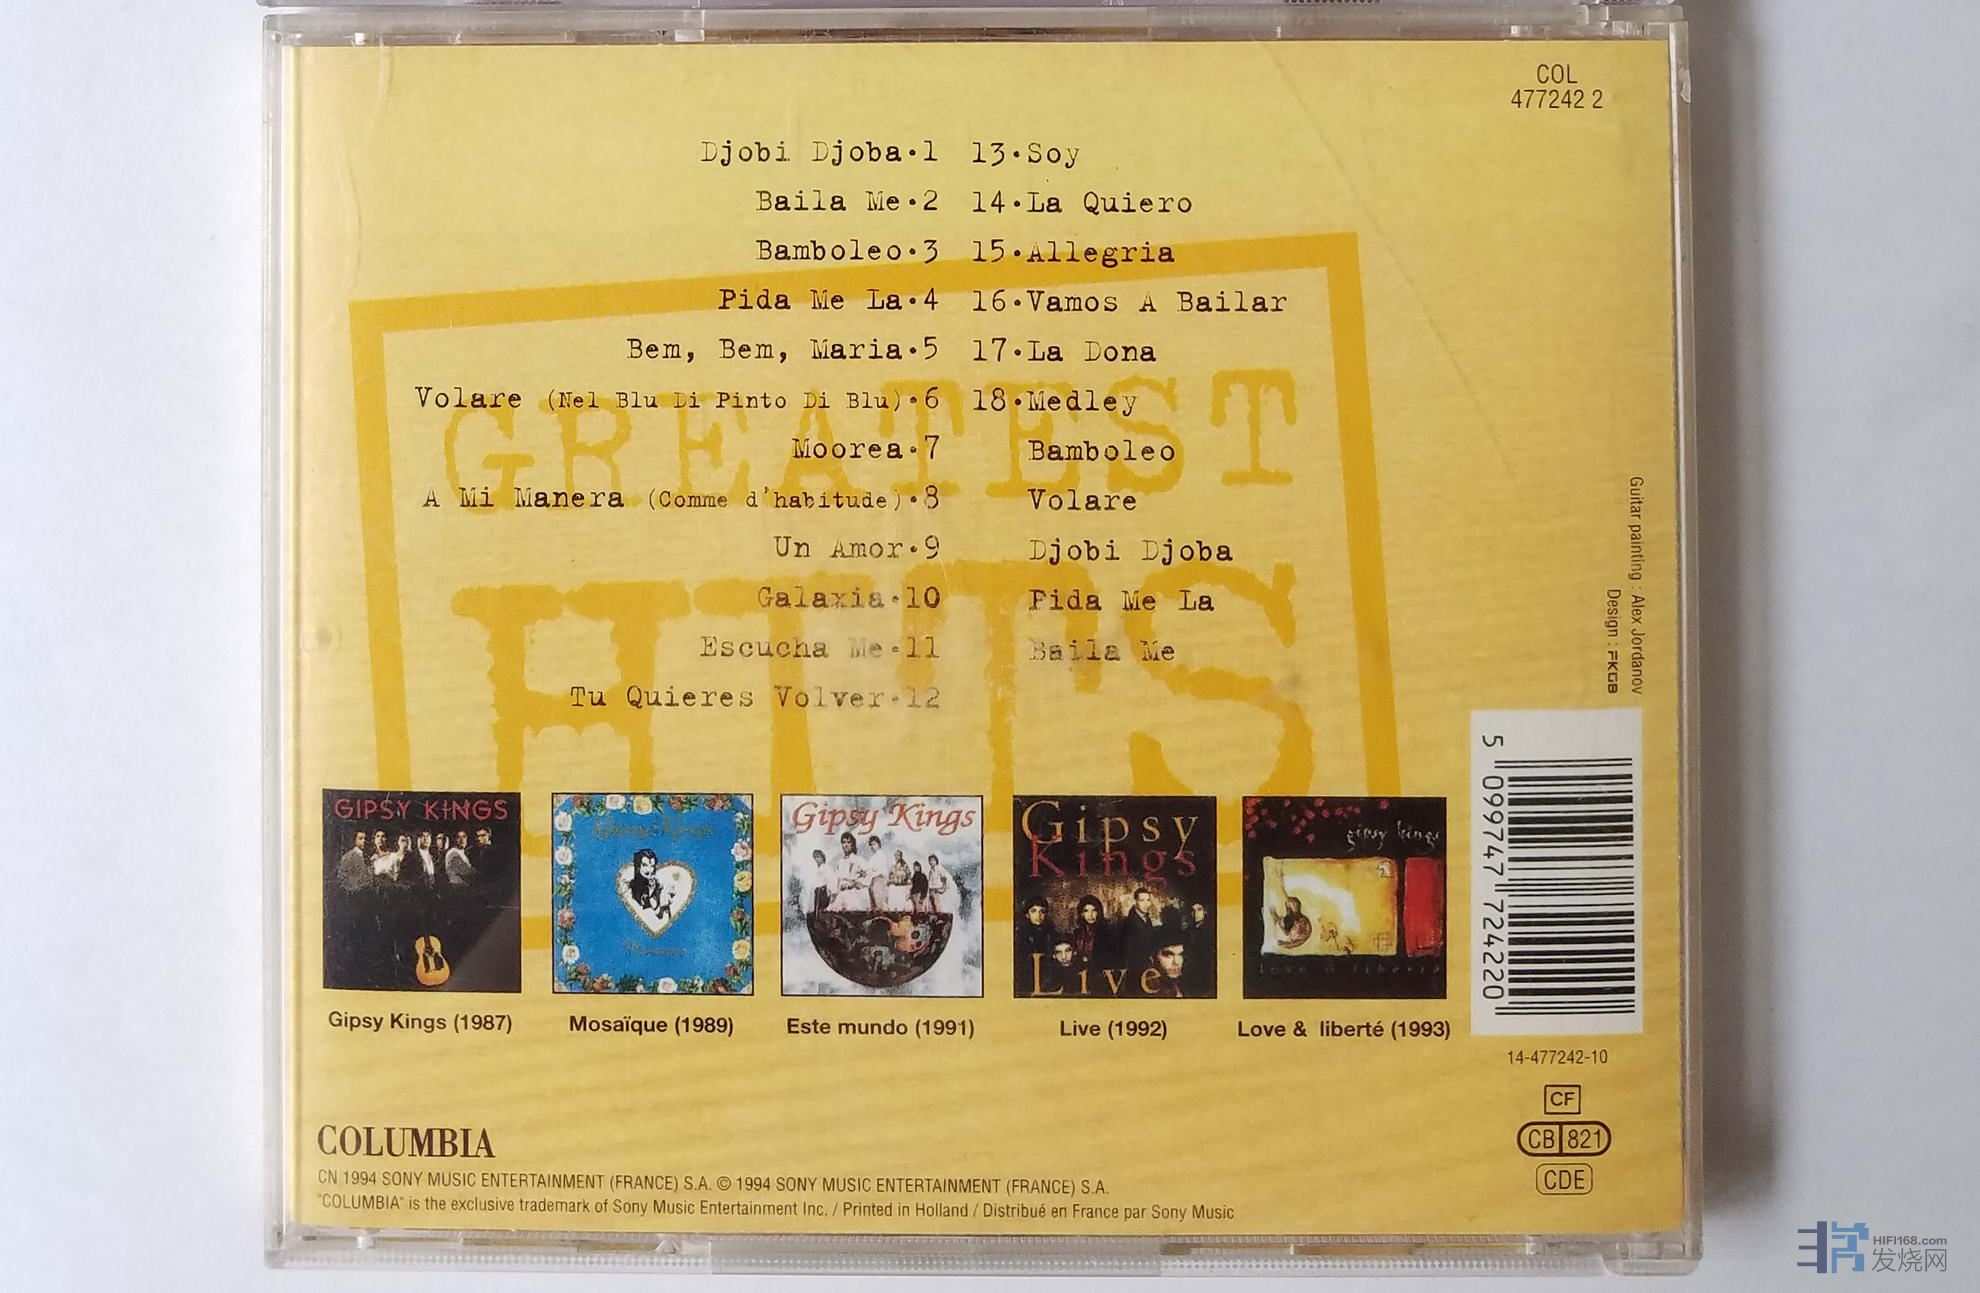 COL
477242 2
Djobi Djoba·1
Baila Me·2
Bamboleo·3
Pida Me La·4
Bem, Bem, Maria·5
Volare (Nel Blu Di Pinto Di Blu)·6
Moorea·7
A Mi Manera (Comme d'habitude)·8
Un Amor·9
Galaxia·10
Escucha Me·11
Tu Quieres Volver·12
13·Soy
14·La Quiero
15·Allegria
16·Vamos A Bailar
17·La Dona
18·Medley
Bamboleo
Volare
Djobi Djoba
Pida Me La
Baila Me
GREATEST
HITS
Guitar painting : Alex Jordanov
Design : FKGB
GIPSY KINGS
Gipsy Kings
Gipsy Kings
Gipsy
Kings
Live
gipsy kings
love & liberté
Gipsy Kings (1987)
Mosaïque (1989)
Este mundo (1991)
Live (1992)
Love & liberté (1993)
5 099747 724220
14-477242-10
CF
CB 821
CDE
COLUMBIA
CN 1994 SONY MUSIC ENTERTAINMENT (FRANCE) S.A. © 1994 SONY MUSIC ENTERTAINMENT (FRANCE) S.A.
"COLUMBIA" is the exclusive trademark of Sony Music Entertainment Inc. / Printed in Holland / Distribué en France par Sony Music
HIFI168.com
发烧网